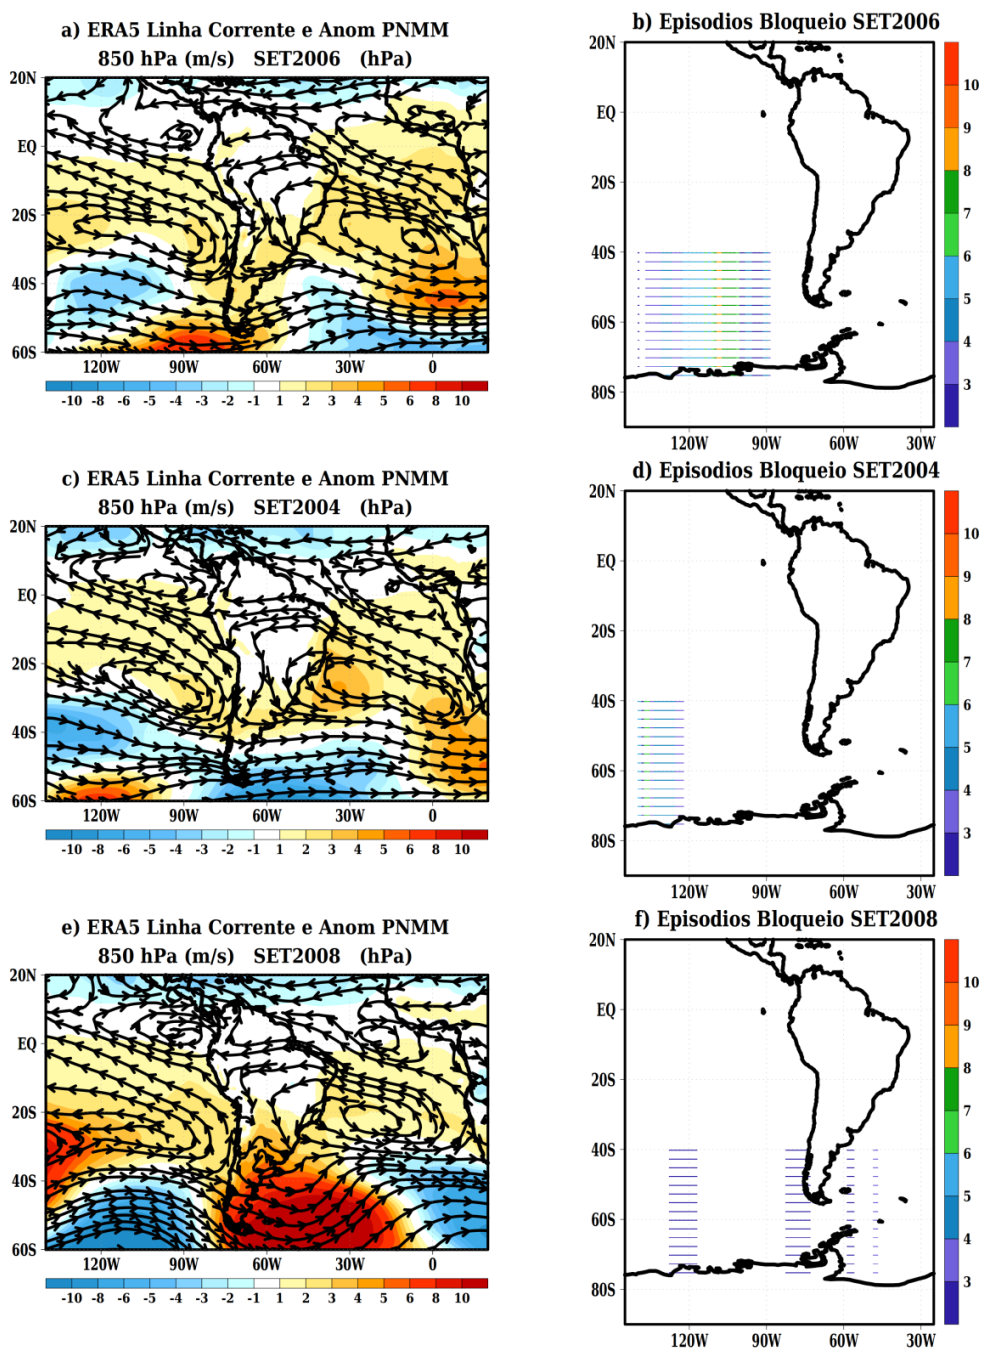 a) ERA5 Linha Corrente e Anom PNMM
850 hPa (m/s) SET2006 (hPa)
20N
EQ
20S
40S
60S
120W 90W 60W 30W 0
-10 -8 -6 -5 -4 -3 -2 -1 1 2 3 4 5 6 8 10
b) Episodios Bloqueio SET2006
20N
EQ
20S
40S
60S
80S
120W 90W 60W 30W
10
9
8
7
6
5
4
3
c) ERA5 Linha Corrente e Anom PNMM
850 hPa (m/s) SET2004 (hPa)
20N
EQ
20S
40S
60S
120W 90W 60W 30W 0
-10 -8 -6 -5 -4 -3 -2 -1 1 2 3 4 5 6 8 10
d) Episodios Bloqueio SET2004
20N
EQ
20S
40S
60S
80S
120W 90W 60W 30W
10
9
8
7
6
5
4
3
e) ERA5 Linha Corrente e Anom PNMM
850 hPa (m/s) SET2008 (hPa)
20N
EQ
20S
40S
60S
120W 90W 60W 30W 0
-10 -8 -6 -5 -4 -3 -2 -1 1 2 3 4 5 6 8 10
f) Episodios Bloqueio SET2008
20N
EQ
20S
40S
60S
80S
120W 90W 60W 30W
10
9
8
7
6
5
4
3